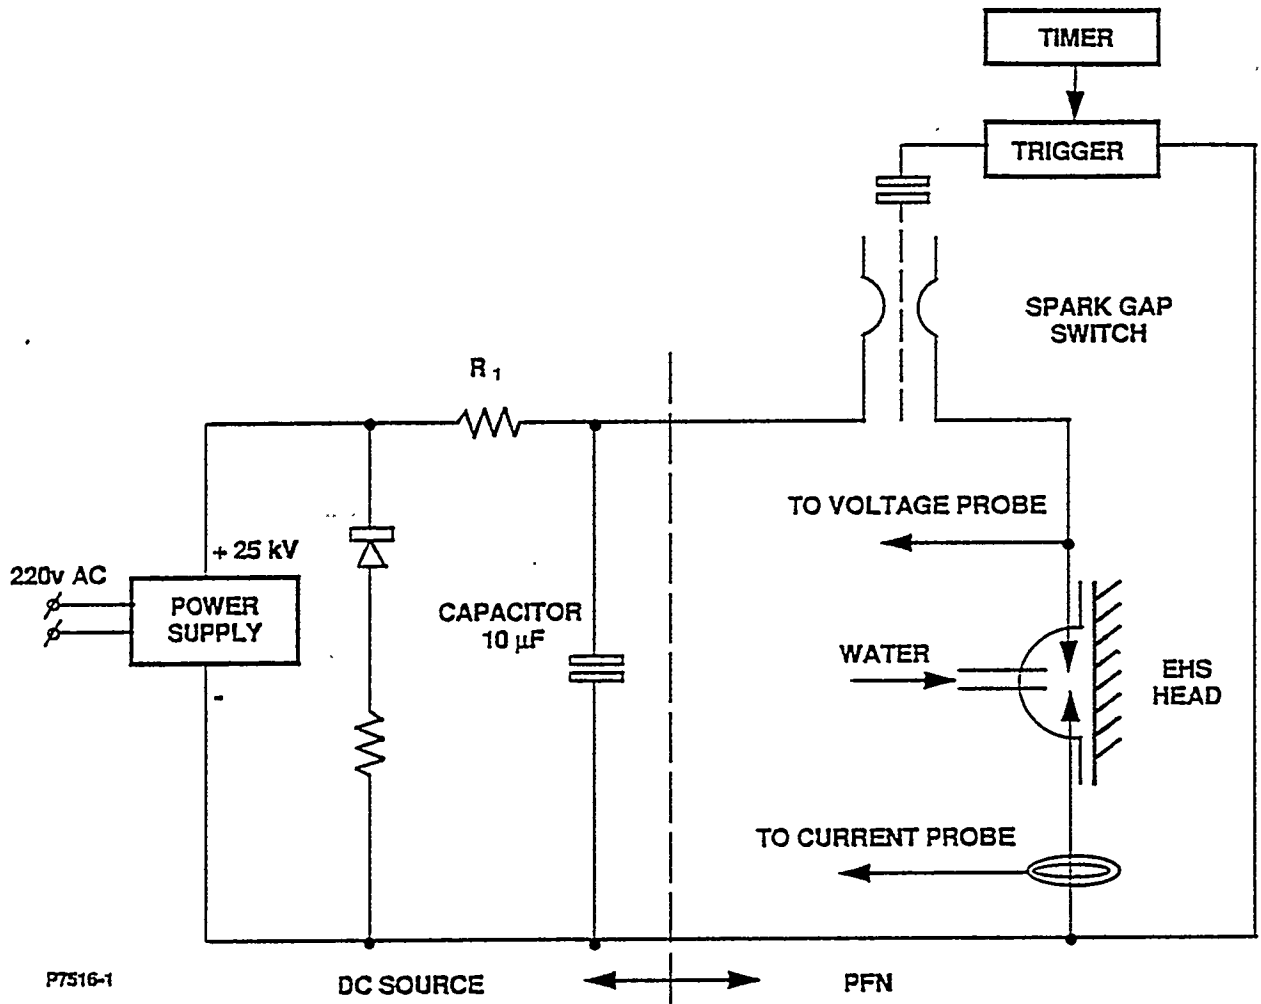 TIMER
TRIGGER
SPARK GAP
SWITCH
R 1
TO VOLTAGE PROBE
+ 25 kV
220v AC
POWER
SUPPLY
CAPACITOR
10 µF
WATER
EHS
HEAD
-
TO CURRENT PROBE
P7516-1
DC SOURCE
PFN